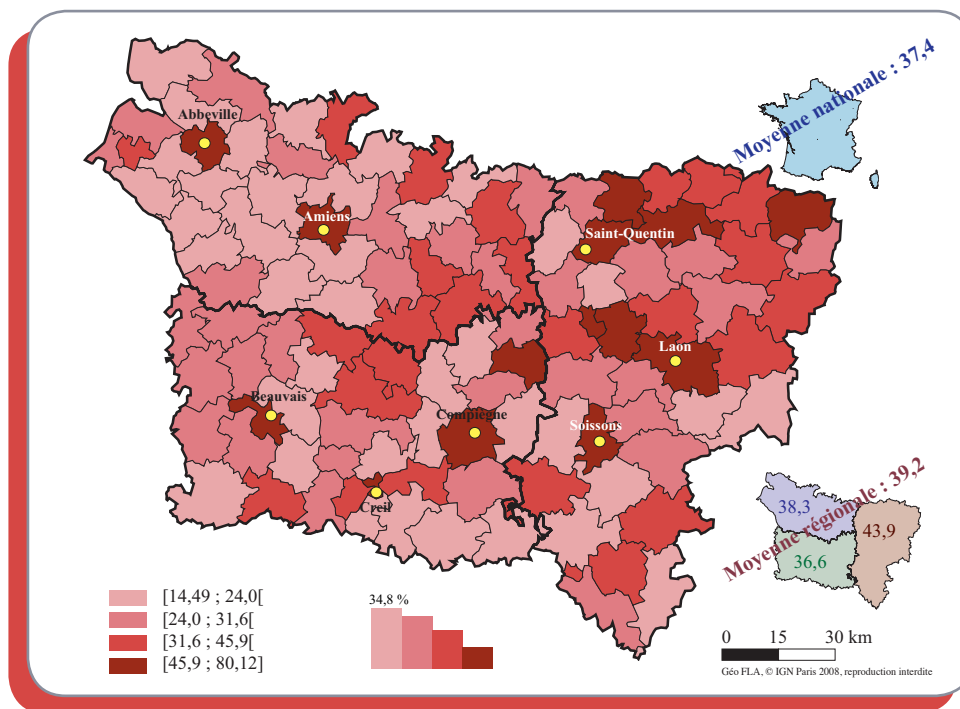 Moyenne nationale : 37,4
Abbeville
Amiens
Saint-Quentin
Laon
Beauvais
Compiègne
Soissons
Creil
Moyenne régionale : 39,2
38,3
43,9
36,6
[14,49 ; 24,0[
[24,0 ; 31,6[
[31,6 ; 45,9[
[45,9 ; 80,12]
34,8 %
0 15 30 km
Géo FLA, © IGN Paris 2008, reproduction interdite